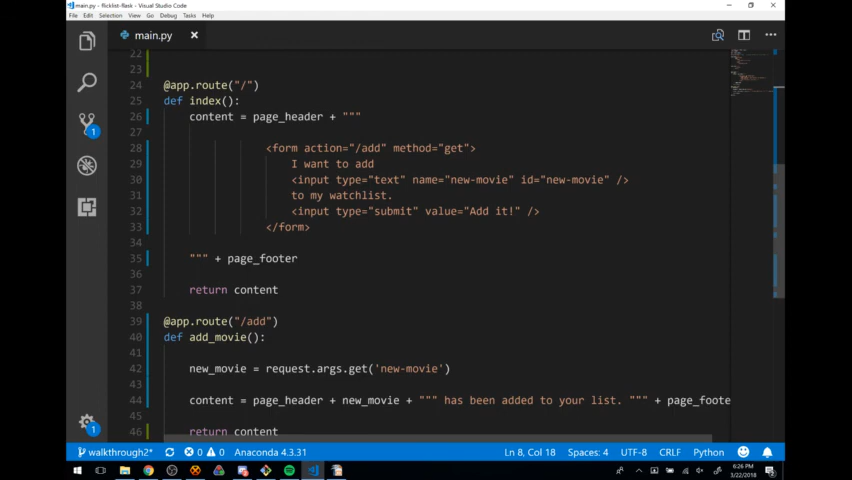 main.py - flicklist-flask - Visual Studio Code
File Edit Selection View Go Debug Tasks Help
main.py
22
23
24 @app.route("/")
25 def index():
26 content = page_header + """
27
28 <form action="/add" method="get">
29 I want to add
30 <input type="text" name="new-movie" id="new-movie" />
31 to my watchlist.
32 <input type="submit" value="Add it!" />
33 </form>
34
35 """ + page_footer
36
37 return content
38
39 @app.route("/add")
40 def add_movie():
41
42 new_movie = request.args.get('new-movie')
43
44 content = page_header + new_movie + """ has been added to your list. """ + page_foote
45
46 return content
1
1
walkthrough2* 0 0 Anaconda 4.3.31 Ln 8, Col 18 Spaces: 4 UTF-8 CRLF Python
6:26 PM
3/22/2018